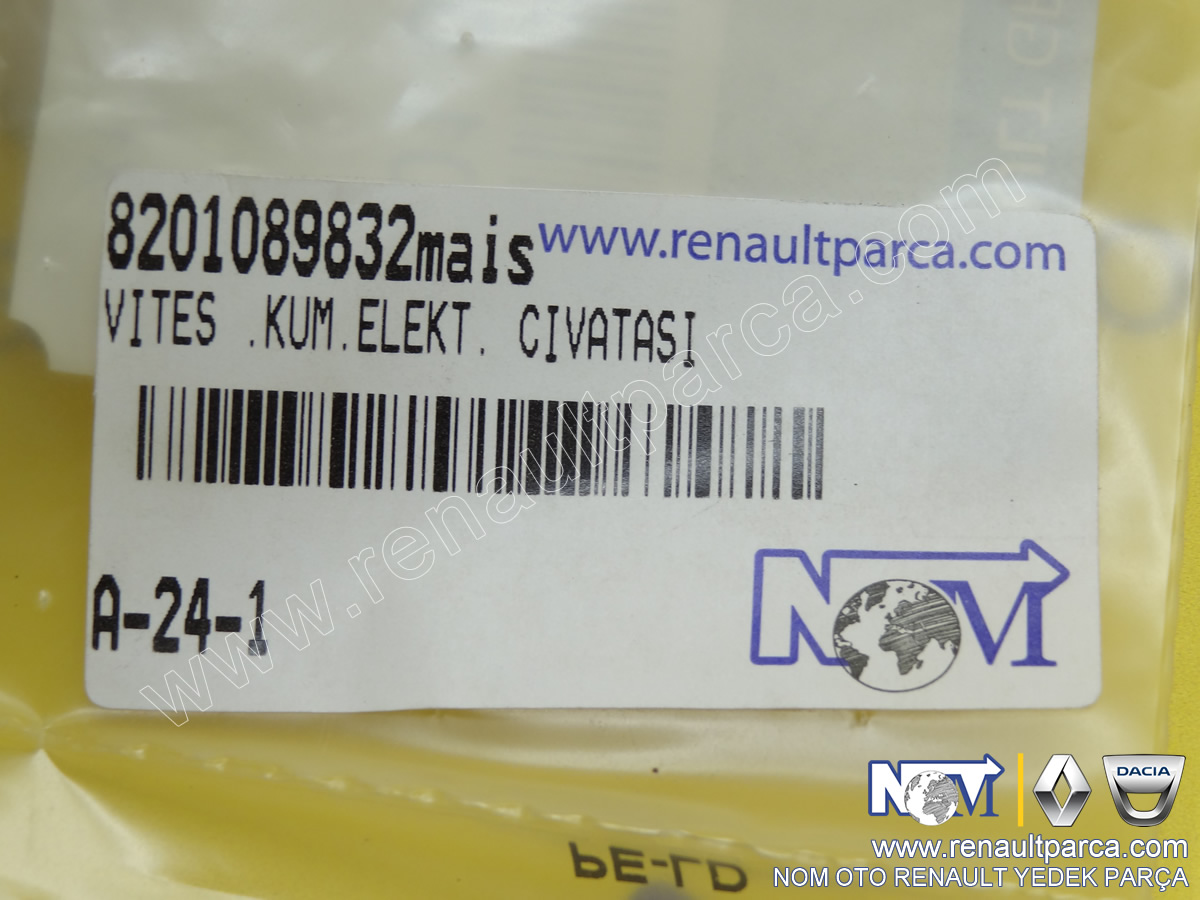 8201089832mais
www.renaultparca.com
VITES .KUM.ELEKT. CIVATASI
A-24-1
NOM
www.renaultparca.com
PE-LD
NOM
DACIA
www.renaultparca.com
NOM OTO RENAULT YEDEK PARÇA